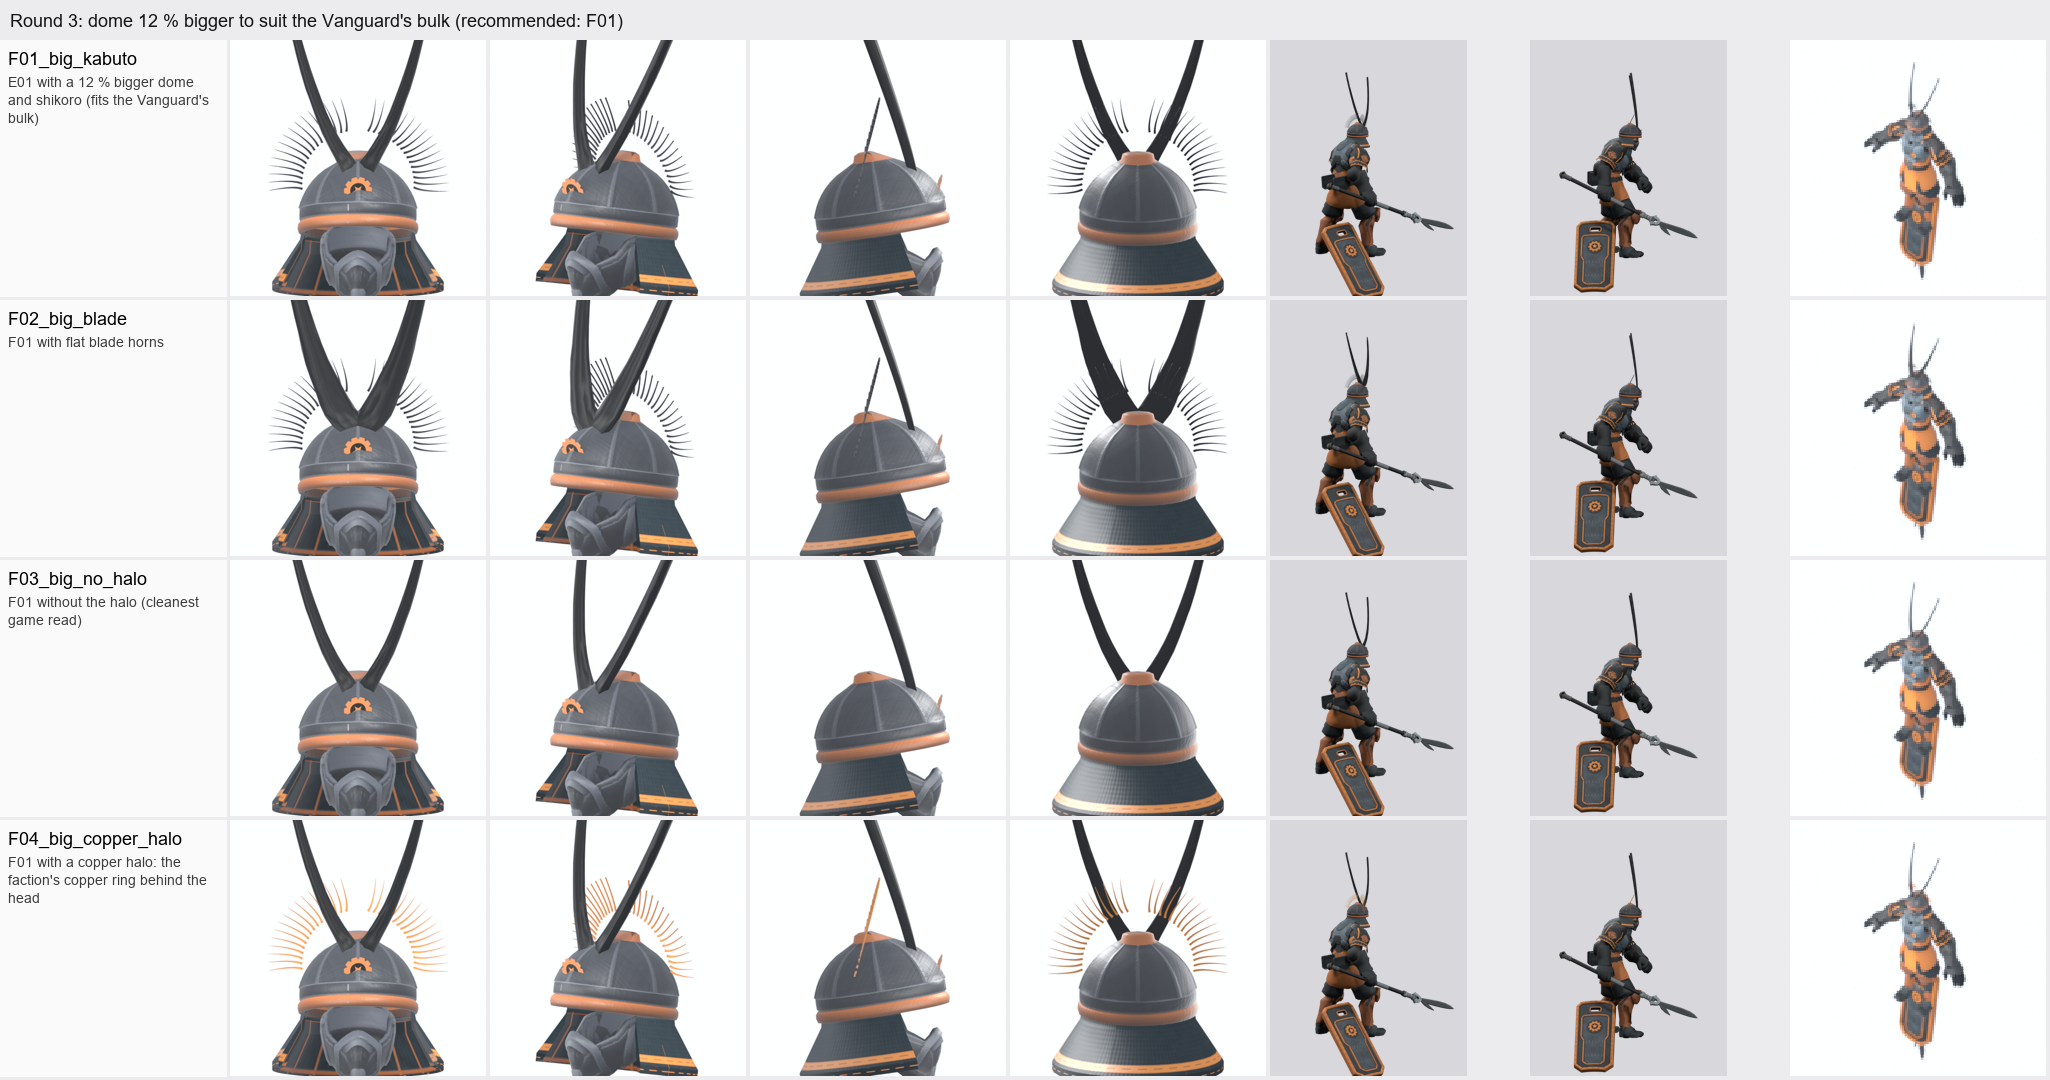 Round 3: dome 12 % bigger to suit the Vanguard's bulk (recommended: F01)
F01_big_kabuto
E01 with a 12 % bigger dome
and shikoro (fits the Vanguard's
bulk)
F02_big_blade
F01 with flat blade horns
F03_big_no_halo
F01 without the halo (cleanest
game read)
F04_big_copper_halo
F01 with a copper halo: the
faction's copper ring behind the
head